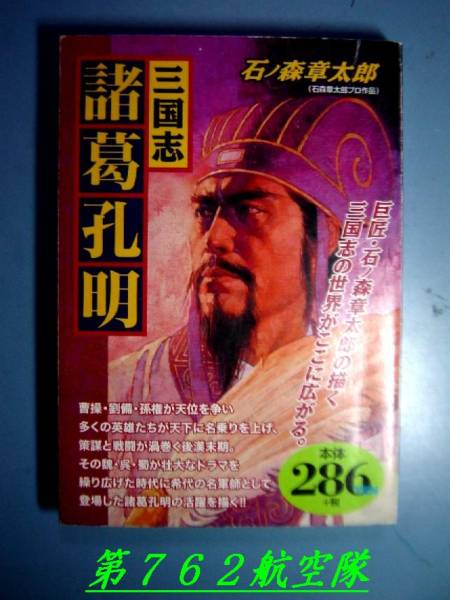 石ノ森章太郎
(石森章太郎プロ作品)
三国志
諸葛孔明
巨匠・石ノ森章太郎の描く
三国志の世界がここに広がる。
曹操・劉備・孫権が天位を争い
多くの英雄たちが天下に名乗りを上げ、
策謀と戦闘が渦巻く後漢末期。
その魏・呉・蜀が壮大なドラマを
繰り広げた時代に希代の名軍師として
登場した諸葛孔明の活躍を描く!!
本体
286
+税
第762航空隊